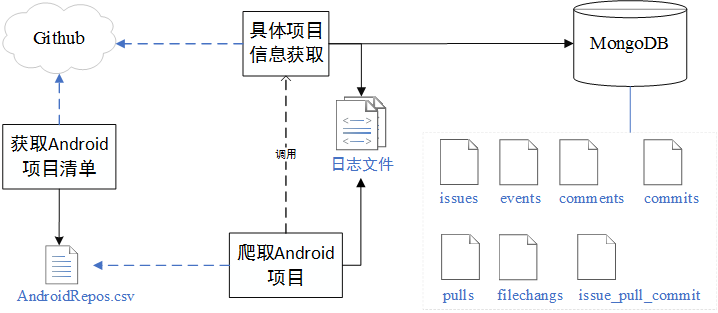 Github
具体项目
信息获取
MongoDB
获取Android
项目清单
调用
日志文件
issues
events
comments
commits
爬取Android
项目
AndroidRepos.csv
pulls
filechangs
issue_pull_commit